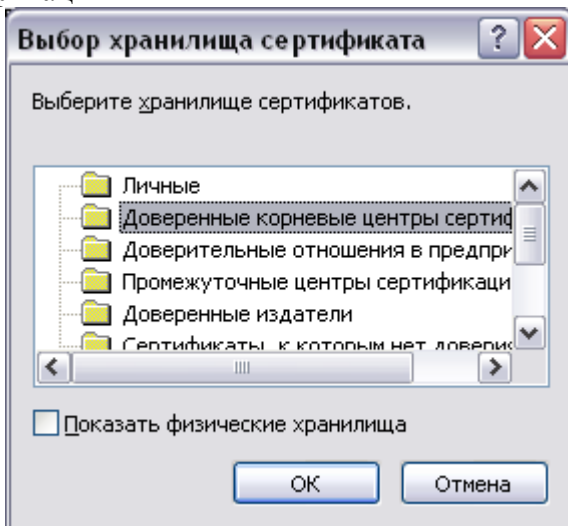 Выбор хранилища сертификата
Выберите хранилище сертификатов.
Личные
Доверенные корневые центры сертиф
Доверительные отношения в предпри
Промежуточные центры сертификаци
Доверенные издатели
Сертификаты, к которым нет довери
Показать физические хранилища
ОК
Отмена